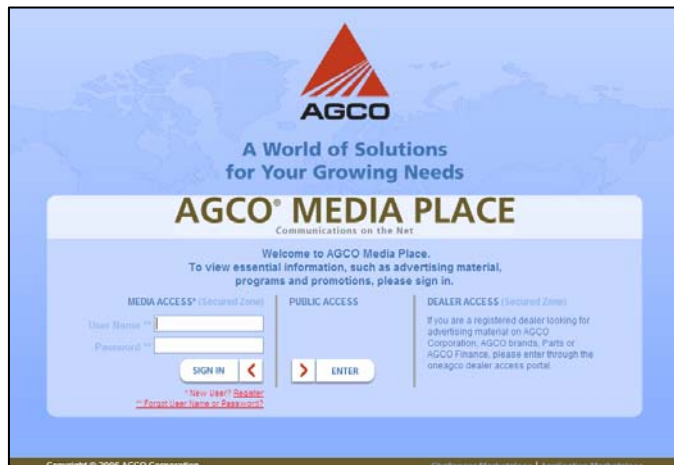 AGCO
A World of Solutions
for Your Growing Needs
AGCO® MEDIA PLACE
Communications on the Net
Welcome to AGCO Media Place.
To view essential information, such as advertising material,
programs and promotions, please sign in.
MEDIA ACCESS* (Secured Zone)
User Name **
Password **
SIGN IN
* New User? Register
** Forgot User Name or Password?
PUBLIC ACCESS
ENTER
DEALER ACCESS (Secured Zone)
If you are a registered dealer looking for
advertising material on AGCO
Corporation, AGCO brands, Parts or
AGCO Finance, please enter through the
oneagco dealer access portal.
Copyright © 2006 AGCO Corporation